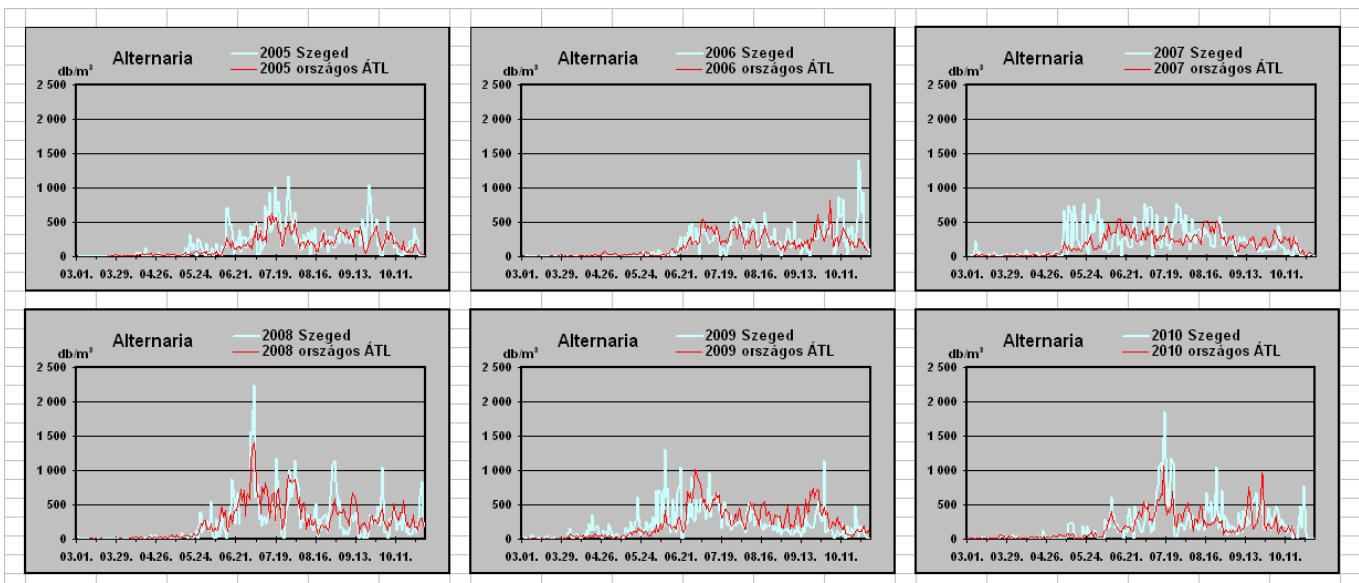 Alternaria
2005 Szeged
2005 országos ÁTL
db/m³
2 500
2 000
1 500
1 000
500
0
03.01. 03.29. 04.26. 05.24. 06.21. 07.19. 08.16. 09.13. 10.11.
Alternaria
2006 Szeged
2006 országos ÁTL
db/m³
2 500
2 000
1 500
1 000
500
0
03.01. 03.29. 04.26. 05.24. 06.21. 07.19. 08.16. 09.13. 10.11.
Alternaria
2007 Szeged
2007 országos ÁTL
db/m³
2 500
2 000
1 500
1 000
500
0
03.01. 03.29. 04.26. 05.24. 06.21. 07.19. 08.16. 09.13. 10.11.
Alternaria
2008 Szeged
2008 országos ÁTL
db/m³
2 500
2 000
1 500
1 000
500
0
03.01. 03.29. 04.26. 05.24. 06.21. 07.19. 08.16. 09.13. 10.11.
Alternaria
2009 Szeged
2009 országos ÁTL
db/m³
2 500
2 000
1 500
1 000
500
0
03.01. 03.29. 04.26. 05.24. 06.21. 07.19. 08.16. 09.13. 10.11.
Alternaria
2010 Szeged
2010 országos ÁTL
db/m³
2 500
2 000
1 500
1 000
500
0
03.01. 03.29. 04.26. 05.24. 06.21. 07.19. 08.16. 09.13. 10.11.